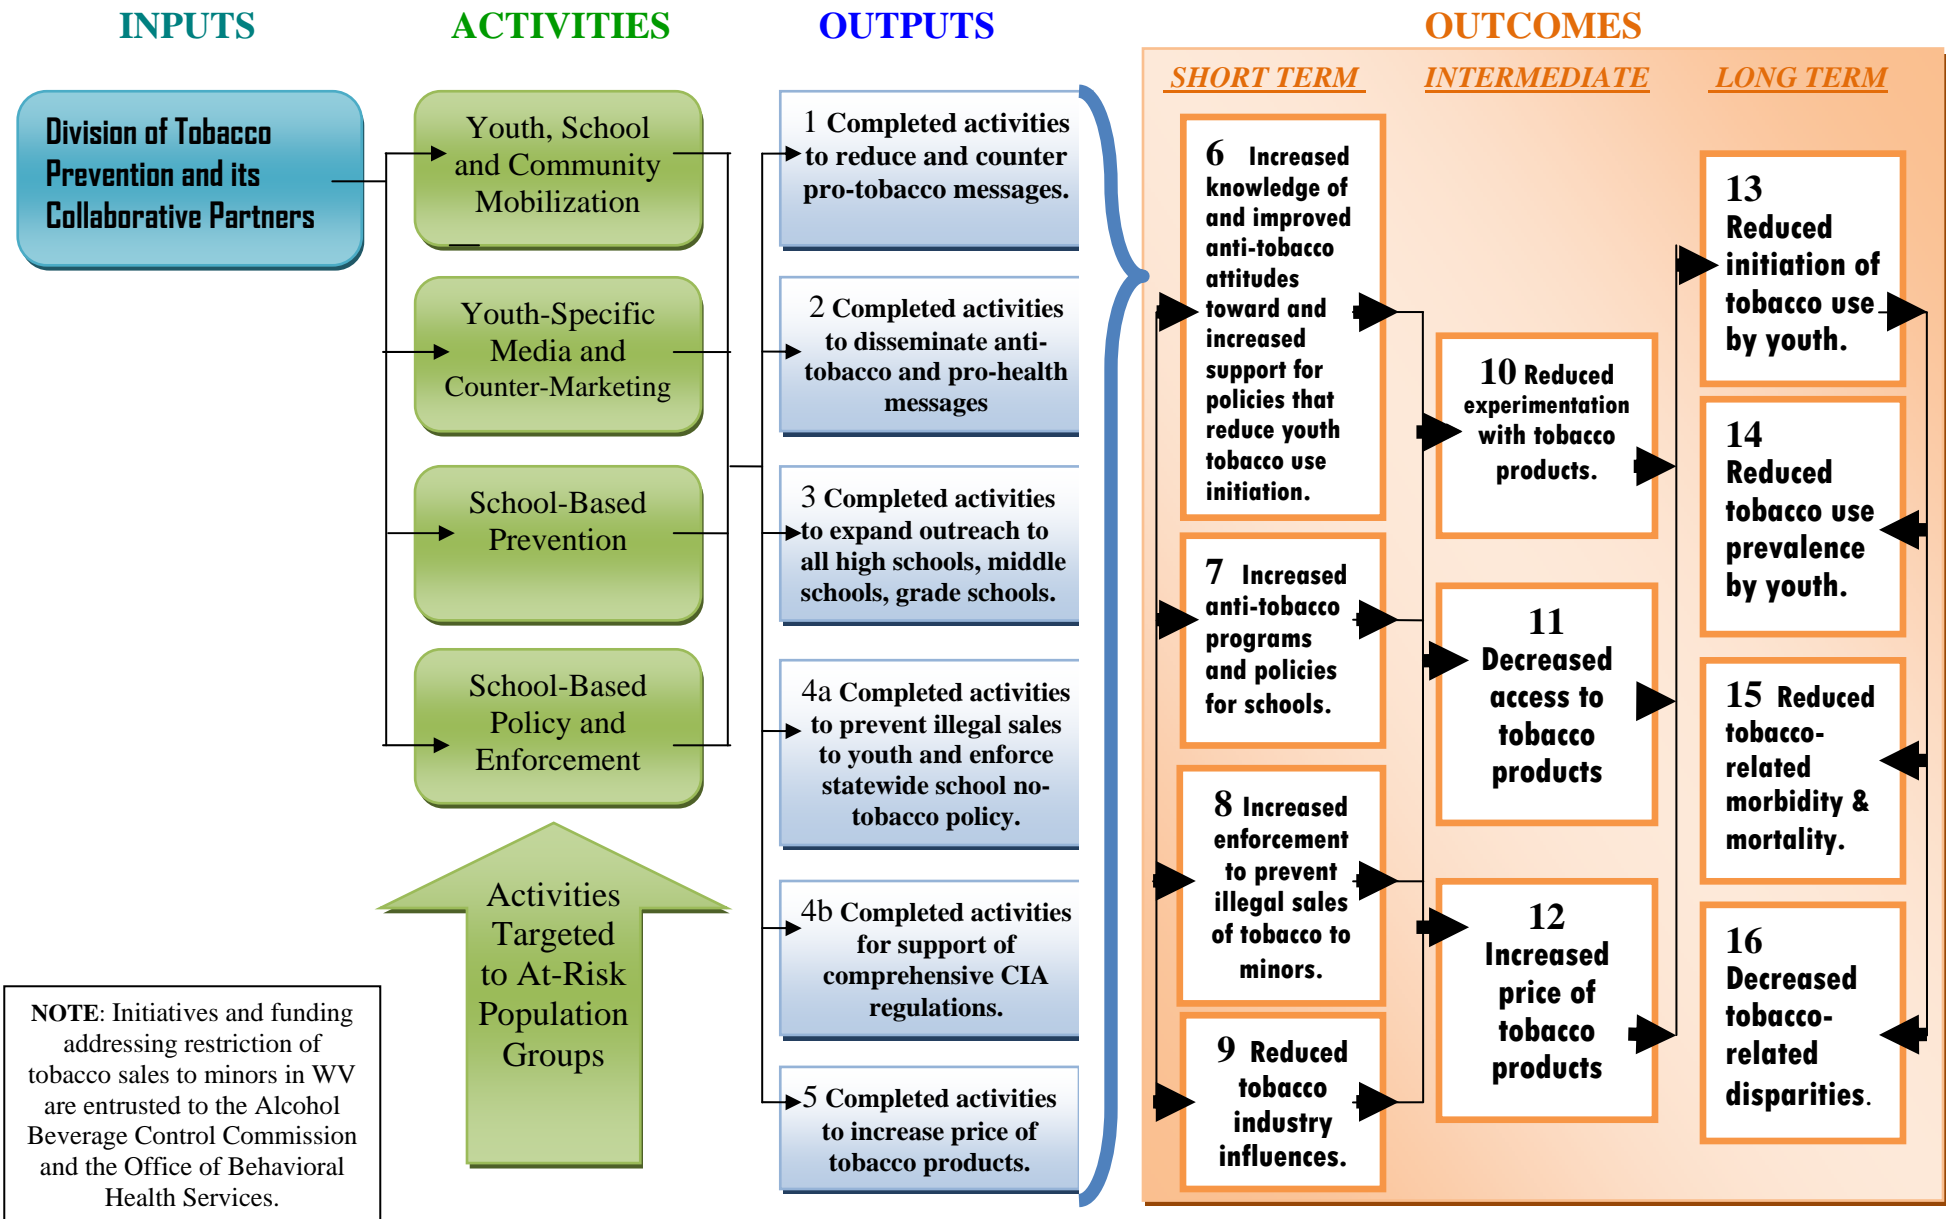 INPUTS
ACTIVITIES
OUTPUTS
OUTCOMES
SHORT TERM
INTERMEDIATE
LONG TERM
Division of Tobacco
Prevention and its
Collaborative Partners
Youth, School
and Community
Mobilization
Youth-Specific
Media and
Counter-Marketing
School-Based
Prevention
School-Based
Policy and
Enforcement
Activities
Targeted
to At-Risk
Population
Groups
NOTE: Initiatives and funding
addressing restriction of
tobacco sales to minors in WV
are entrusted to the Alcohol
Beverage Control Commission
and the Office of Behavioral
Health Services.
1 Completed activities
to reduce and counter
pro-tobacco messages.
2 Completed activities
to disseminate anti-
tobacco and pro-health
messages
3 Completed activities
to expand outreach to
all high schools, middle
schools, grade schools.
4a Completed activities
to prevent illegal sales
to youth and enforce
statewide school no-
tobacco policy.
4b Completed activities
for support of
comprehensive CIA
regulations.
5 Completed activities
to increase price of
tobacco products.
6 Increased
knowledge of
and improved
anti-tobacco
attitudes
toward and
increased
support for
policies that
reduce youth
tobacco use
initiation.
7 Increased
anti-tobacco
programs
and policies
for schools.
8 Increased
enforcement
to prevent
illegal sales
of tobacco to
minors.
9 Reduced
tobacco
industry
influences.
10 Reduced
experimentation
with tobacco
products.
11
Decreased
access to
tobacco
products
12
Increased
price of
tobacco
products
13
Reduced
initiation of
tobacco use
by youth.
14
Reduced
tobacco use
prevalence
by youth.
15 Reduced
tobacco-
related
morbidity &
mortality.
16
Decreased
tobacco-
related
disparities.